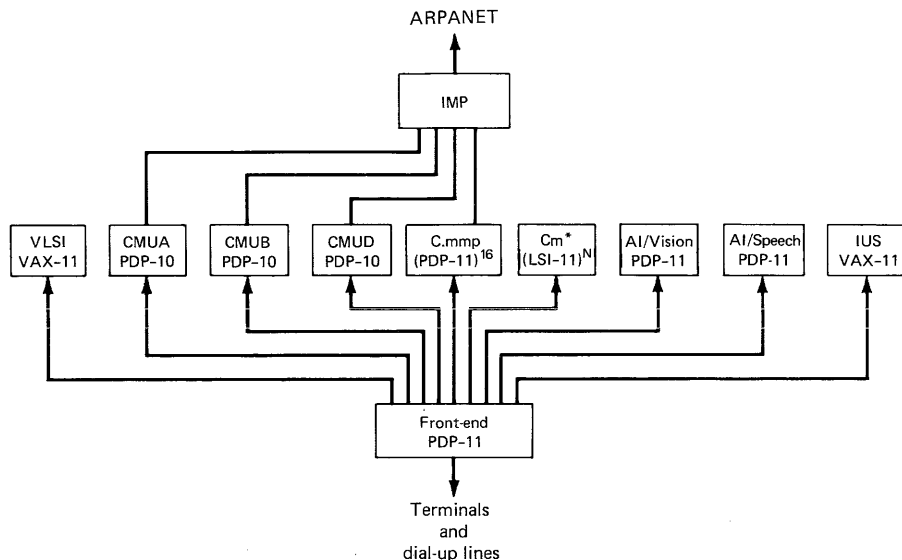 ARPANET
IMP
VLSI
VAX-11
CMUA
PDP-10
CMUB
PDP-10
CMUD
PDP-10
C.mmp
(PDP-11)^16
Cm*
(LSI-11)^N
AI/Vision
PDP-11
AI/Speech
PDP-11
IUS
VAX-11
Front-end
PDP-11
Terminals
and
dial-up lines